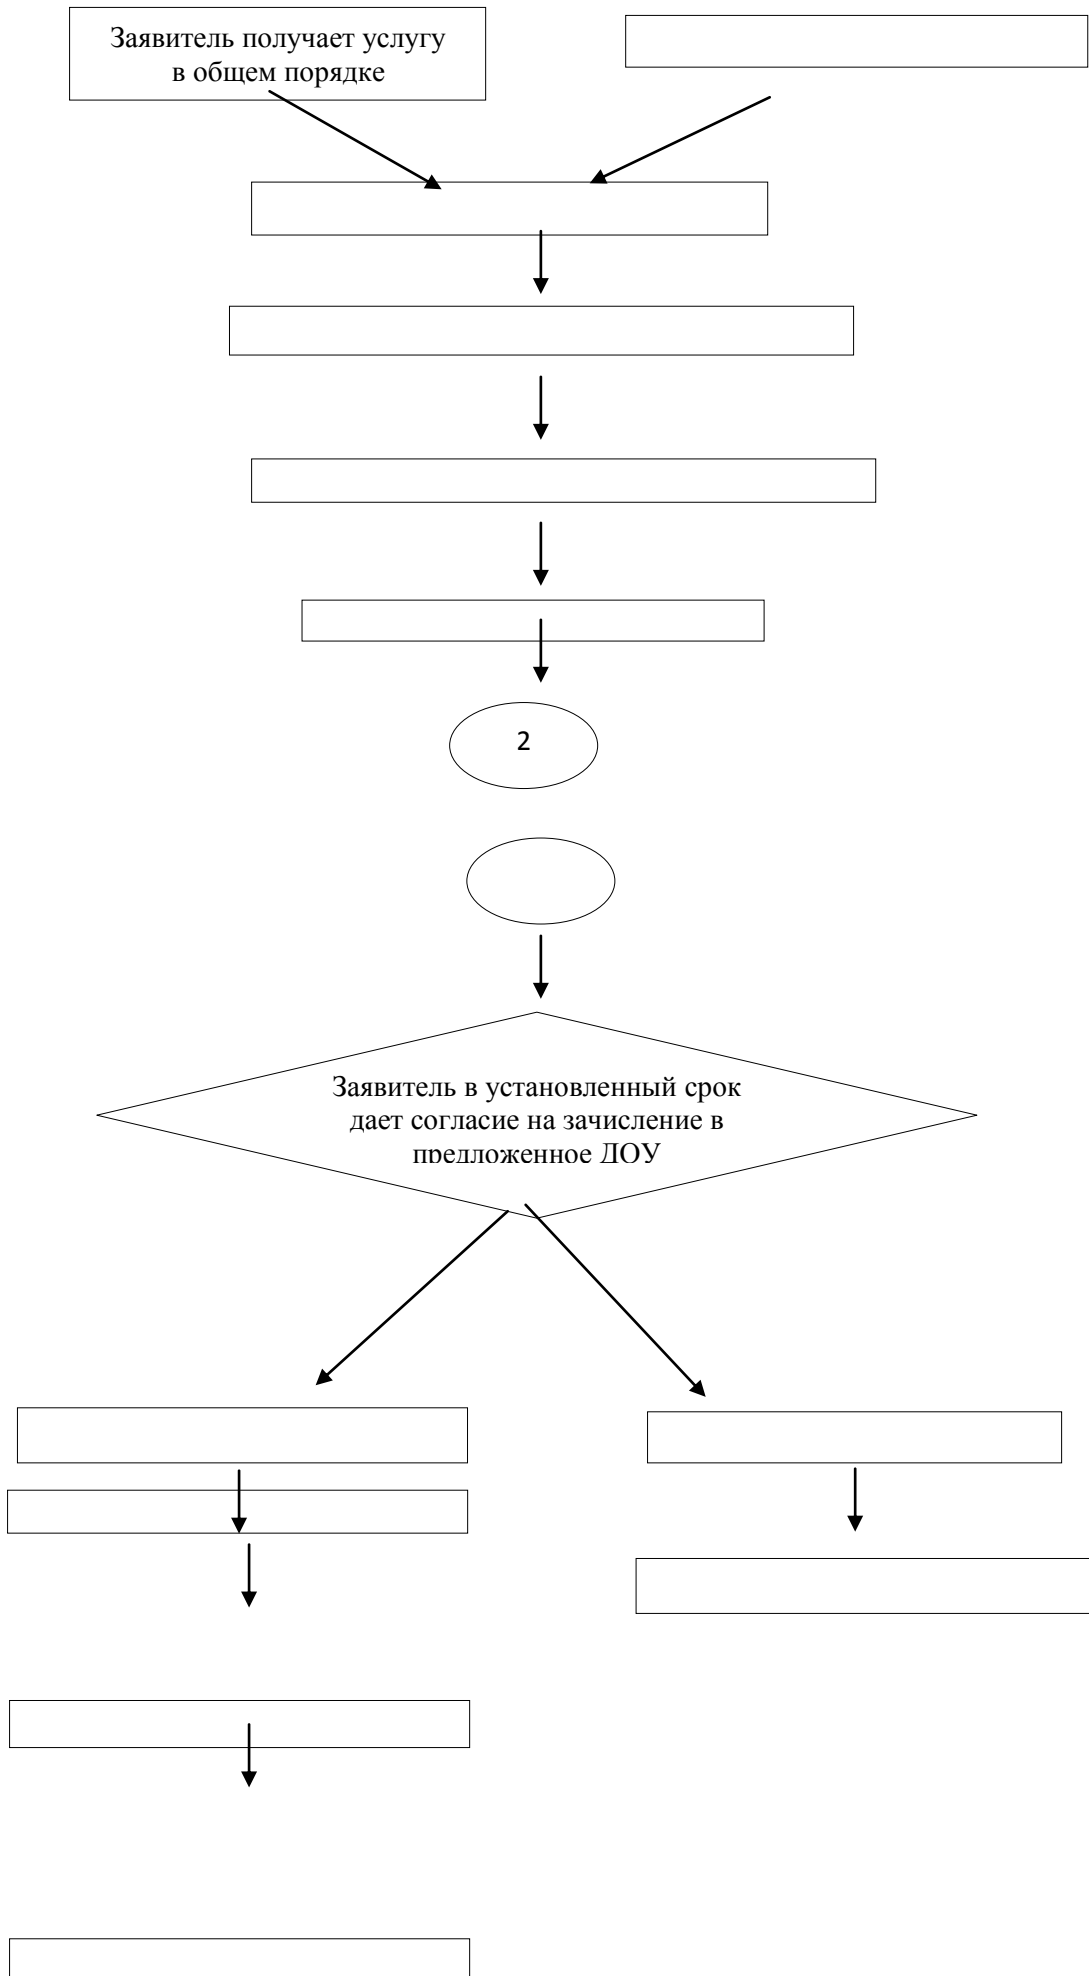 Заявитель получает услугу
в общем порядке
2
Заявитель в установленный срок
дает согласие на зачисление в
предложенное ДОУ